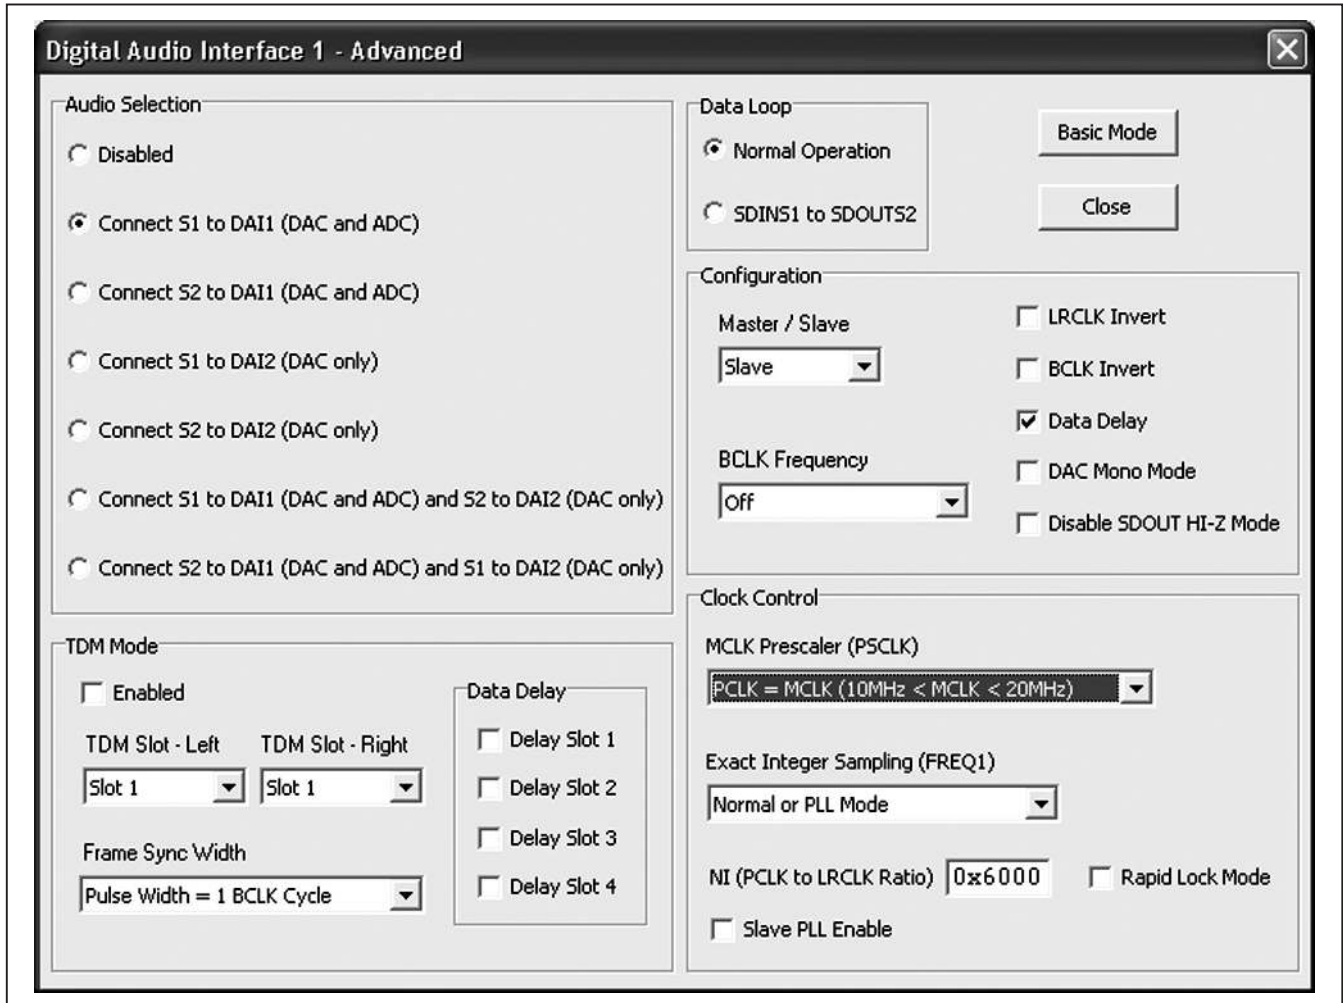 Digital Audio Interface 1 - Advanced
Audio Selection
Disabled
Connect S1 to DAI1 (DAC and ADC)
Connect S2 to DAI1 (DAC and ADC)
Connect S1 to DAI2 (DAC only)
Connect S2 to DAI2 (DAC only)
Connect S1 to DAI1 (DAC and ADC) and S2 to DAI2 (DAC only)
Connect S2 to DAI1 (DAC and ADC) and S1 to DAI2 (DAC only)
Data Loop
Normal Operation
SDINS1 to SDOUTS2
Basic Mode
Close
Configuration
Master / Slave
Slave
BCLK Frequency
Off
LRCLK Invert
BCLK Invert
Data Delay
DAC Mono Mode
Disable SDOUT HI-Z Mode
TDM Mode
Enabled
TDM Slot - Left TDM Slot - Right
Slot 1 Slot 1
Frame Sync Width
Pulse Width = 1 BCLK Cycle
Data Delay
Delay Slot 1
Delay Slot 2
Delay Slot 3
Delay Slot 4
Clock Control
MCLK Prescaler (PSCLK)
PCLK = MCLK (10MHz < MCLK < 20MHz)
Exact Integer Sampling (FREQ1)
Normal or PLL Mode
NI (PCLK to LRCLK Ratio) 0x6000 Rapid Lock Mode
Slave PLL Enable